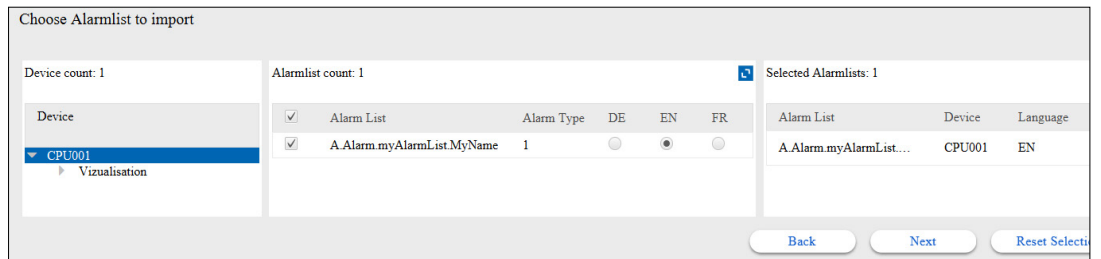 Choose Alarmlist to import
Device count: 1
Device
CPU001
Vizualisation
Alarmlist count: 1
Alarm List Alarm Type DE EN FR
A.Alarm.myAlarmList.MyName 1
Selected Alarmlists: 1
Alarm List Device Language
A.Alarm.myAlarmList.… CPU001 EN
Back Next Reset Selecti